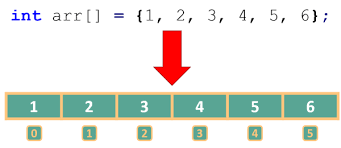 int arr[] = {1, 2, 3, 4, 5, 6};
1 2 3 4 5 6
0 1 2 3 4 5